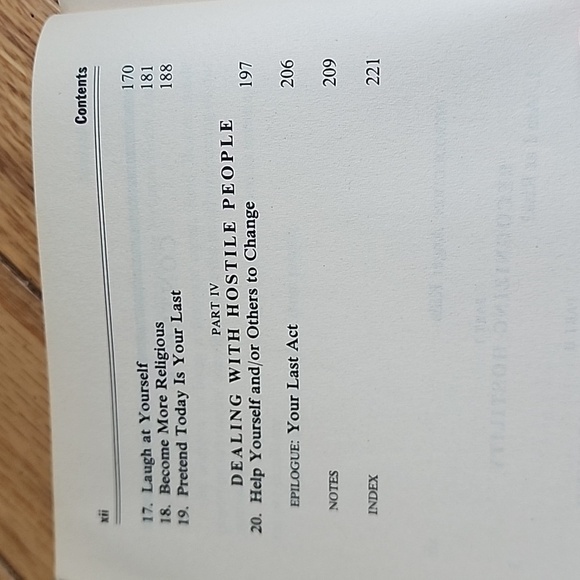 xii Contents
17. Laugh at Yourself 170
18. Become More Religious 181
19. Pretend Today Is Your Last 188
PART IV
DEALING WITH HOSTILE PEOPLE
20. Help Yourself and/or Others to Change 197
EPILOGUE: Your Last Act 206
NOTES 209
INDEX 221